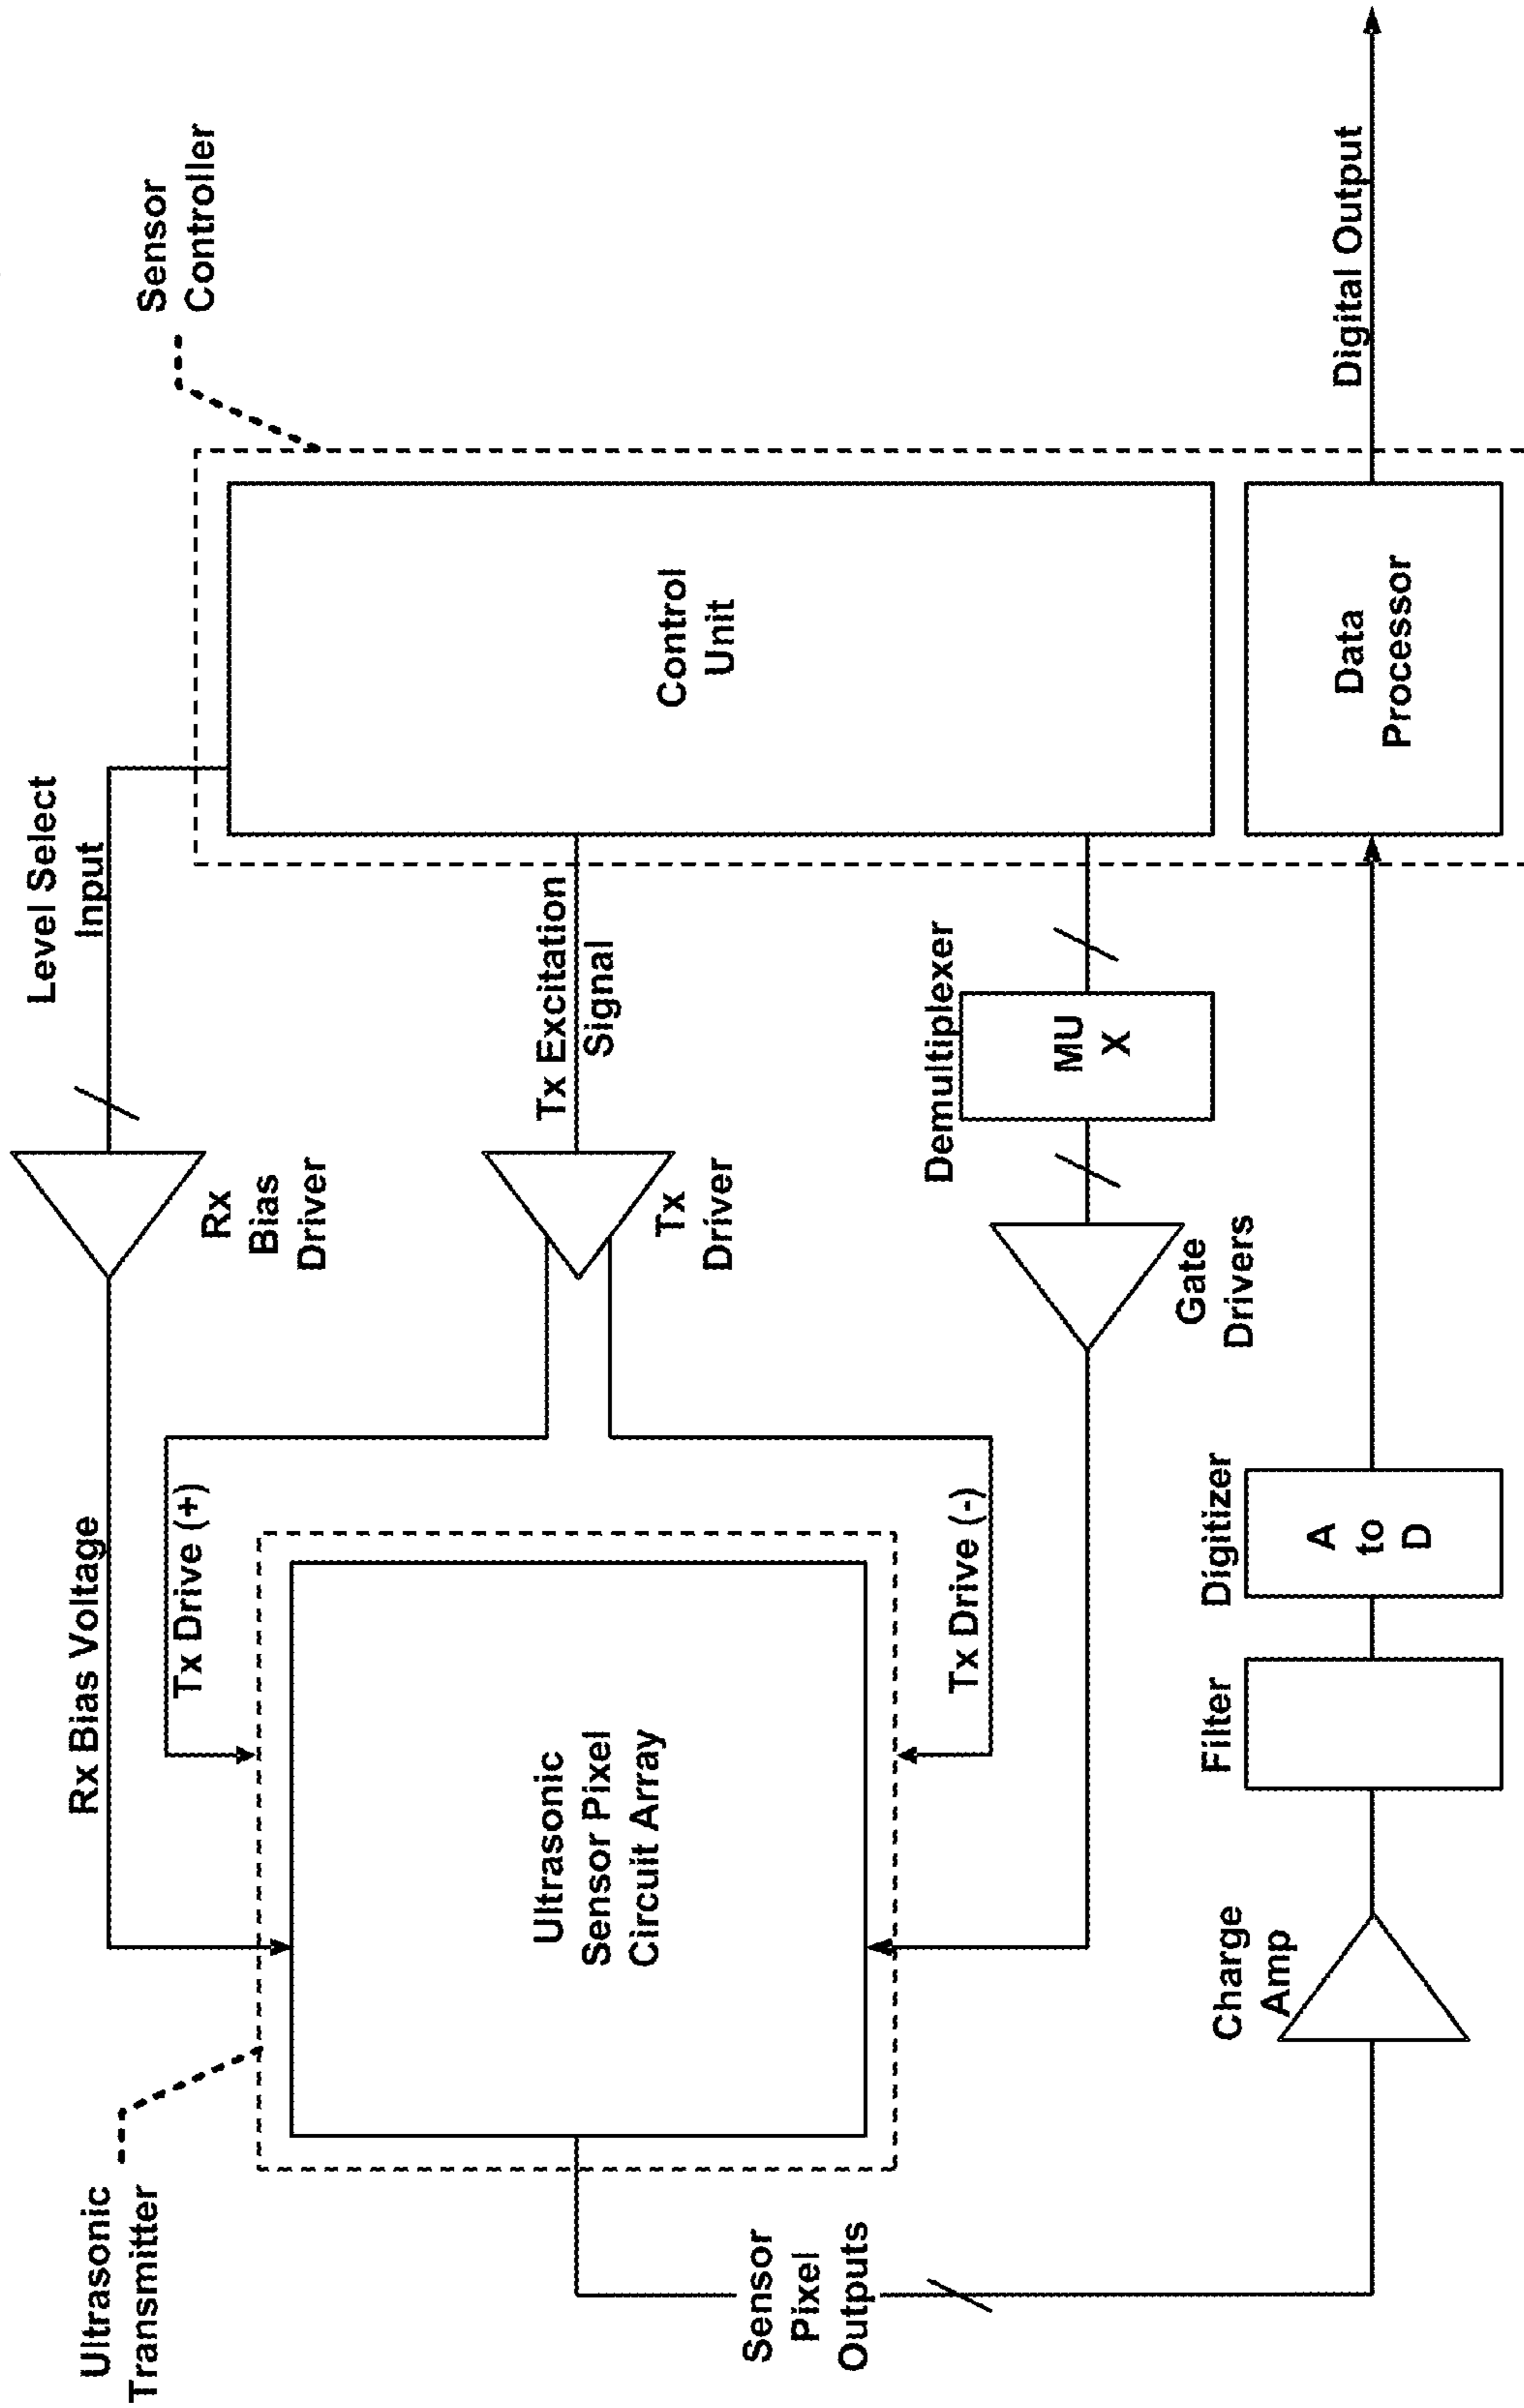 Ultrasonic
Transmitter
Rx Bias Voltage
Level Select
Input
Sensor
Controller
Rx
Bias
Driver
Tx Drive (+)
Ultrasonic
Sensor Pixel
Circuit Array
Tx Excitation
Signal
Tx
Driver
Control
Unit
Sensor
Pixel
Outputs
Tx Drive (-)
Demultiplexer
MU
X
Gate
Drivers
Charge
Amp
Filter
Digitizer
A
to
D
Data
Processor
Digital Output